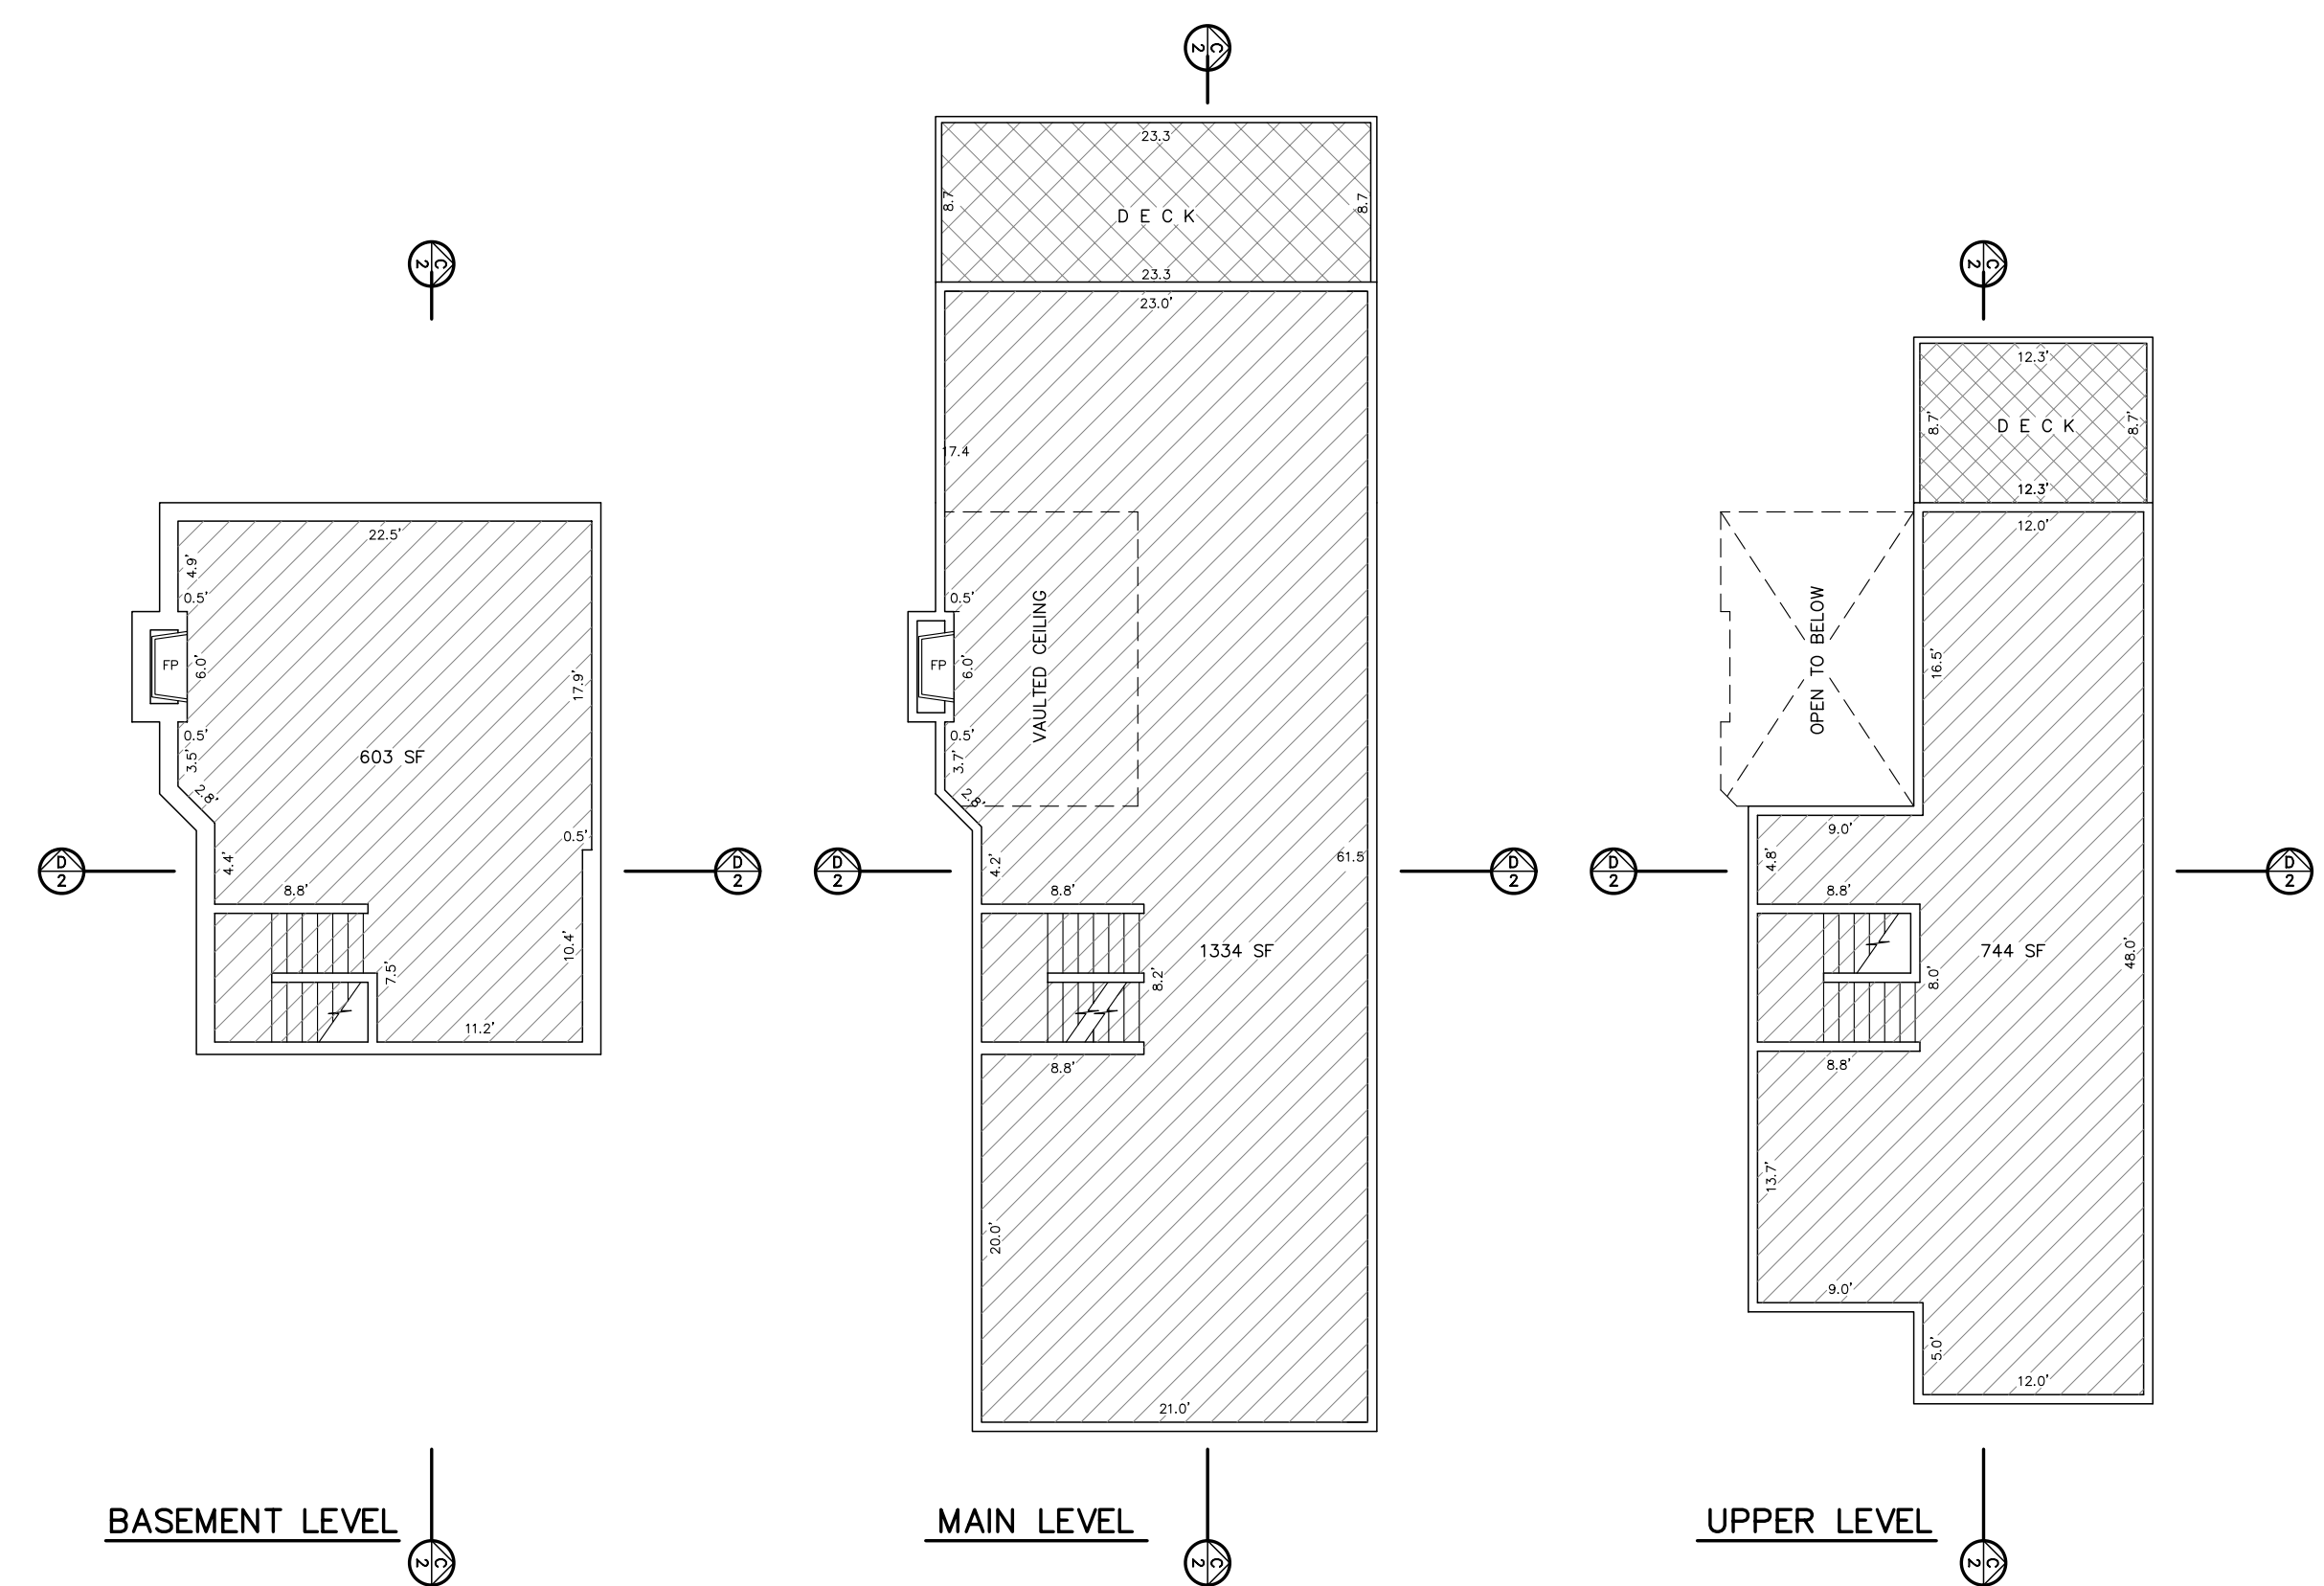 C
2
23.3
8.7
8.7
DECK
23.3
23.0'
17.4
0.5'
FP
6.0'
VAULTED CEILING
0.5'
3.7'
2.8'
61.5
4.2'
8.8'
1334 SF
8.2'
8.8'
20.0'
21.0'
D
2
D
2
MAIN LEVEL
C
2
C
2
22.5'
4.9'
0.5'
FP
6.0'
17.9'
0.5'
3.5'
603 SF
2.8'
0.5'
4.4'
8.8'
10.4'
7.5'
11.2'
D
2
D
2
BASEMENT LEVEL
C
2
C
2
12.3'
8.7'
8.7'
DECK
12.3'
12.0'
OPEN TO BELOW
16.5'
9.0'
4.8'
8.8'
744 SF
48.0'
8.0'
8.8'
13.7'
9.0'
5.0'
12.0'
D
2
D
2
UPPER LEVEL
C
2